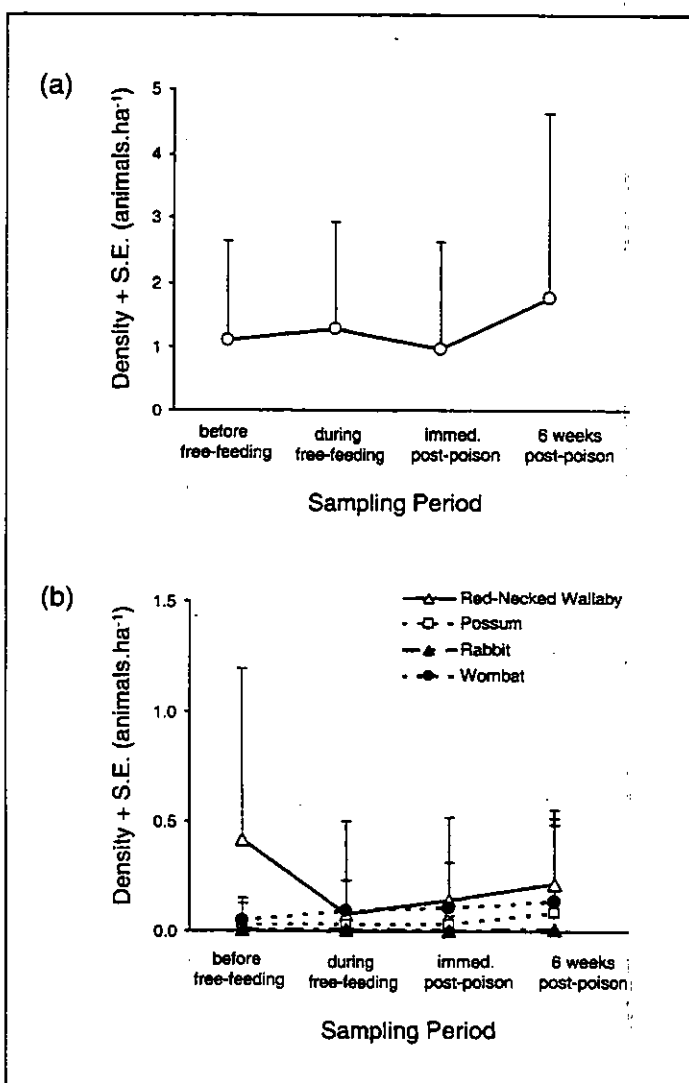 (a)
Density + S.E. (animals.ha⁻¹)
5
4
3
2
1
0
before
free-feeding
during
free-feeding
immed.
post-poison
6 weeks
post-poison
Sampling Period
(b)
Density + S.E. (animals.ha⁻¹)
1.5
1.0
0.5
0.0
Red-Necked Wallaby
Possum
Rabbit
Wombat
before
free-feeding
during
free-feeding
immed.
post-poison
6 weeks
post-poison
Sampling Period